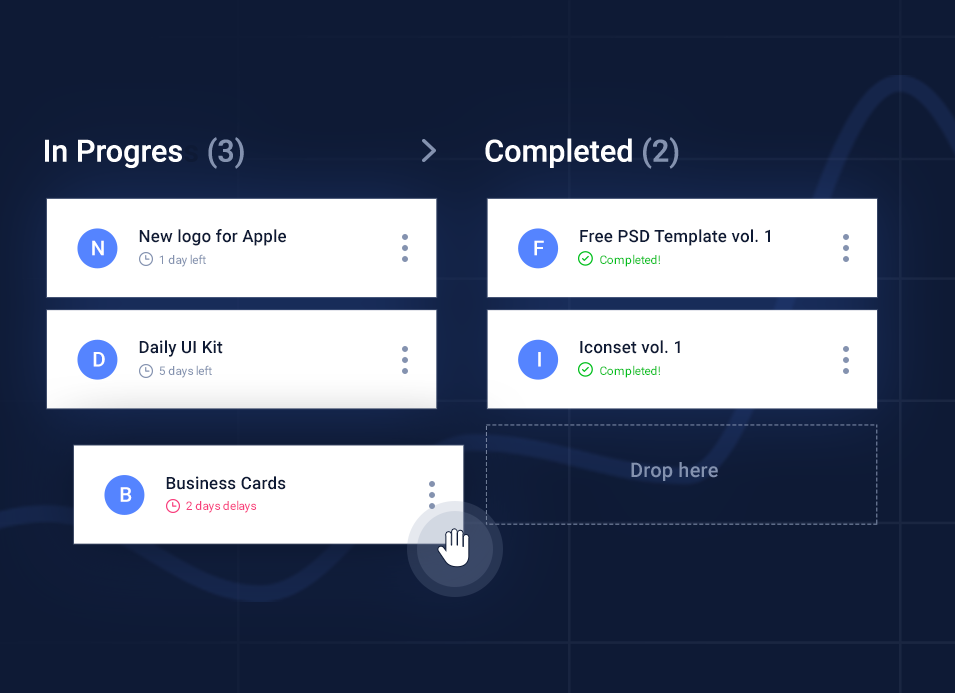 In Progres (3)
Completed (2)
N
New logo for Apple
1 day left
D
Daily UI Kit
5 days left
B
Business Cards
2 days delays
F
Free PSD Template vol. 1
Completed!
I
Iconset vol. 1
Completed!
Drop here